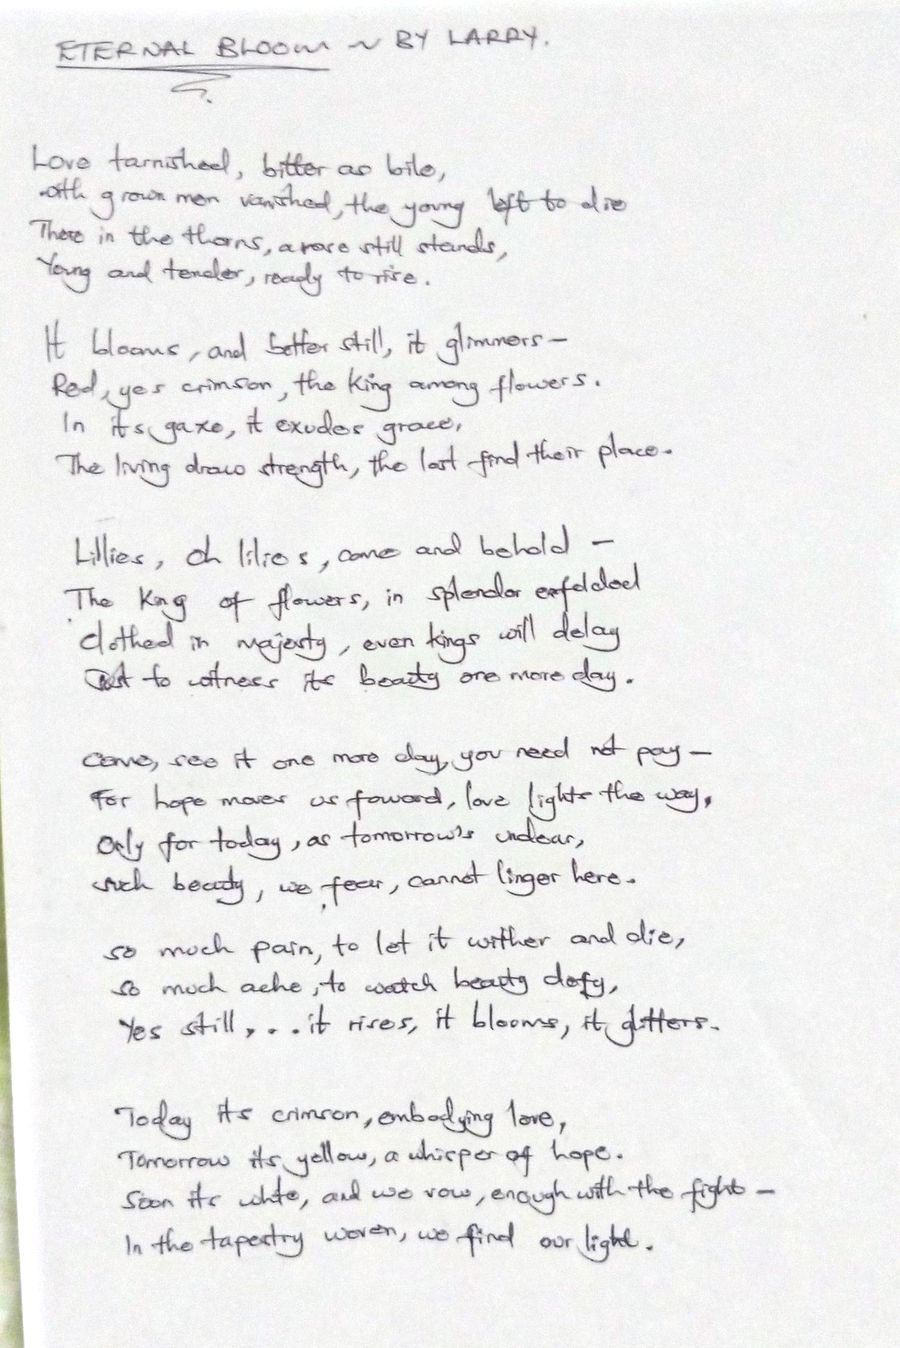 ETERNAL BLOOM ~ BY LARRY.
Love tarnished, bitter as bile,
with grown men vanished, the young left to die
There in the thorns, a rose still stands,
Young and tender, ready to rise.
It blooms, and better still, it glimmers—
Red, yes crimson, the King among flowers.
In its gaze, it exudes grace,
The living draw strength, the lost find their place.
Lillies, oh lilies, come and behold —
The King of flowers, in splendor
clothed in majesty, even kings will delay
to witness its beauty one more day.
Come, see it one more day, you need not pay—
For hope moves us foward, love lights the way,
Only for today, as tomorrow's unclear,
such beauty, we fear, cannot linger here.
so much pain, to let it wither and die,
so much ache, to watch beauty defy,
Yes still, . . . it rises, it blooms, it glitters.
Today its crimson, embodying love,
Tomorrow its yellow, a whisper of hope.
Soon its white, and we vow, enough with the fights—
In the tapestry woven, we find our light.